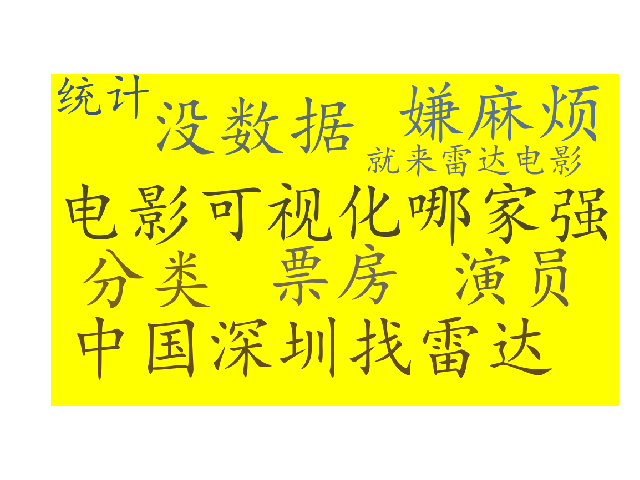 统计
没数据
嫌麻烦
就来雷达电影
电影可视化哪家强
分类
票房
演员
中国深圳找雷达